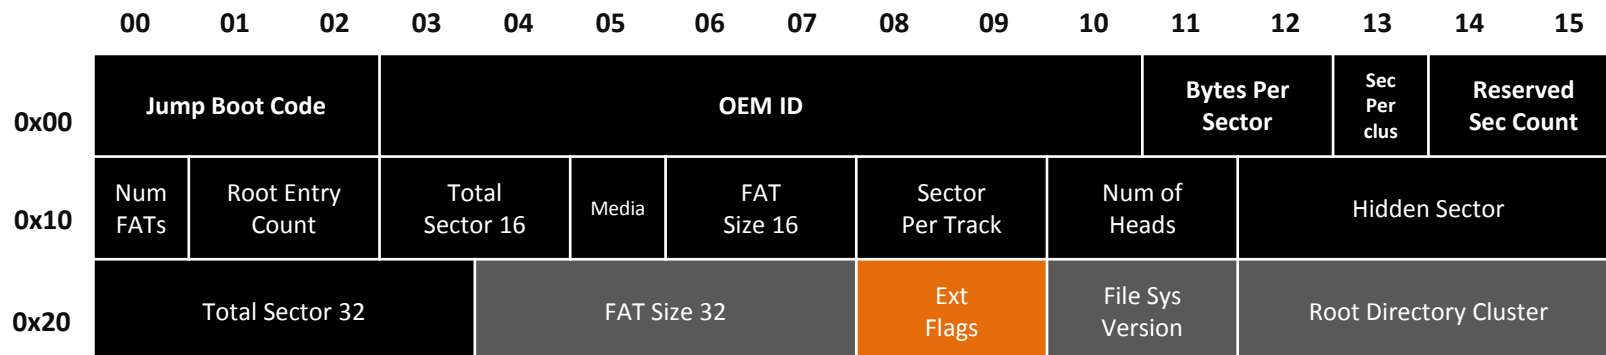 00 01 02 03 04 05 06 07 08 09 10 11 12 13 14 15
0x00
Jump Boot Code
OEM ID
Bytes Per
Sector
Sec
Per
clus
Reserved
Sec Count
0x10
Num
FATs
Root Entry
Count
Total
Sector 16
Media
FAT
Size 16
Sector
Per Track
Num of
Heads
Hidden Sector
0x20
Total Sector 32
FAT Size 32
Ext
Flags
File Sys
Version
Root Directory Cluster